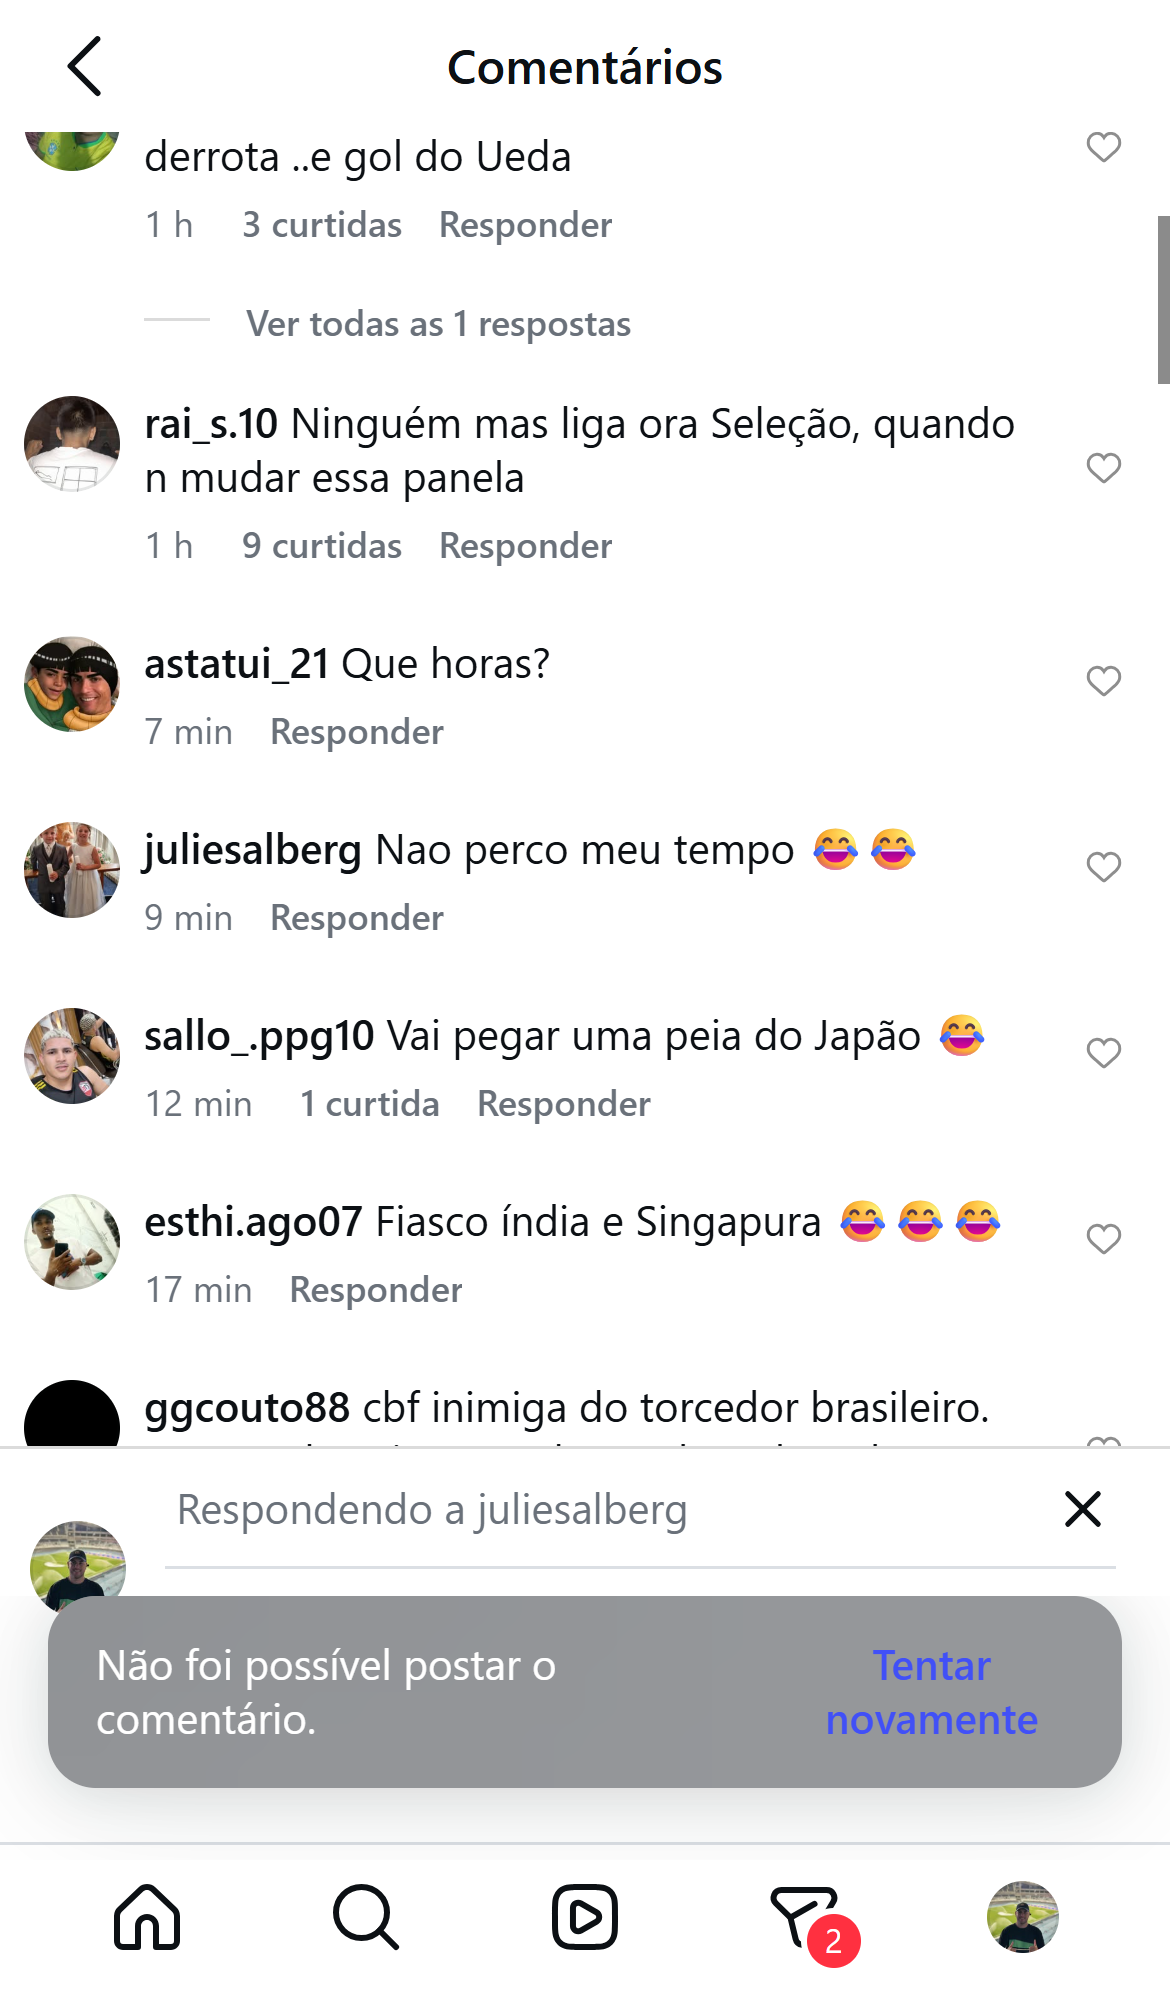 Comentários
derrota ..e gol do Ueda
1 h 3 curtidas Responder
Ver todas as 1 respostas
rai_s.10 Ninguém mas liga ora Seleção, quando
n mudar essa panela
1 h 9 curtidas Responder
astatui_21 Que horas?
7 min Responder
juliesalberg Nao perco meu tempo 😂😂
9 min Responder
sallo_.ppg10 Vai pegar uma peia do Japão 😂
12 min 1 curtida Responder
esthi.ago07 Fiasco índia e Singapura 😂😂😂
17 min Responder
ggcouto88 cbf inimiga do torcedor brasileiro.
Respondendo a juliesalberg
Não foi possível postar o
comentário.
Tentar
novamente
2